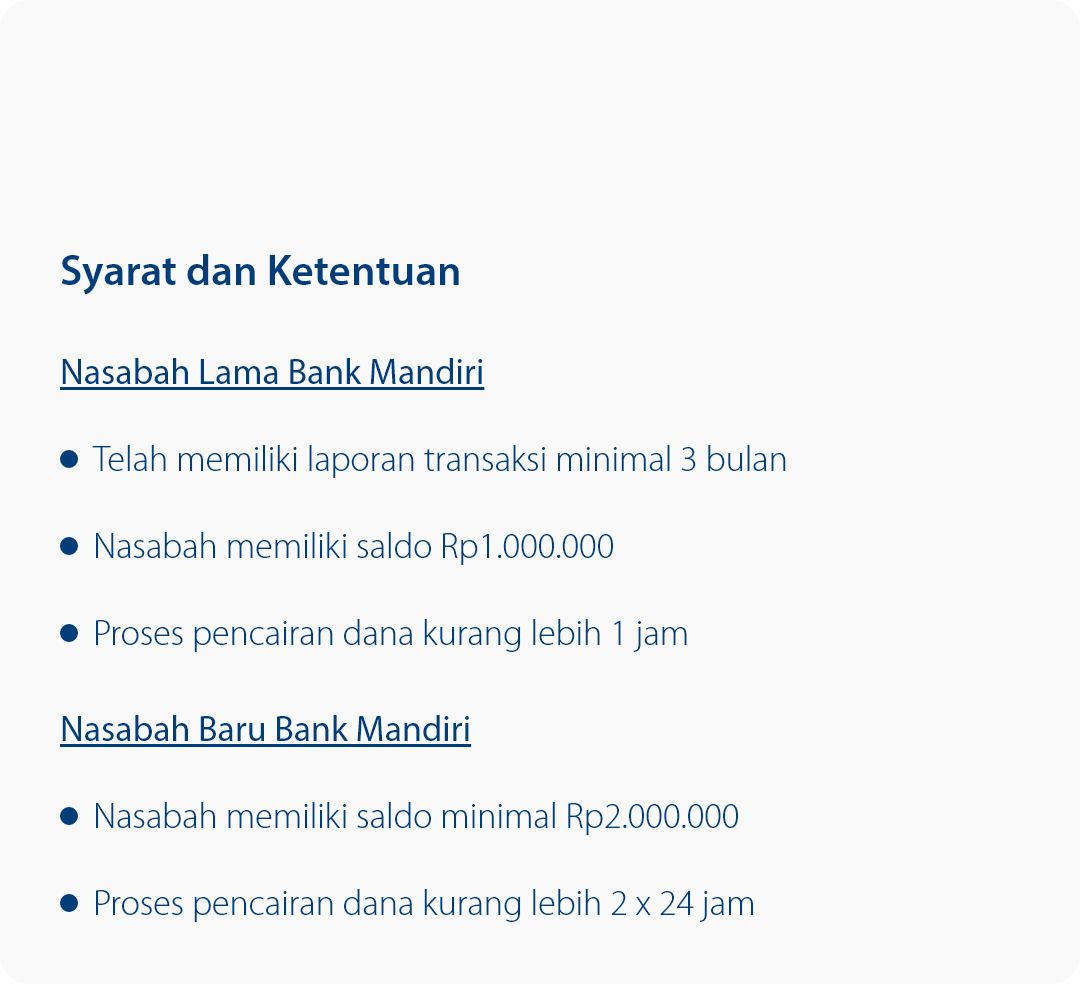 Syarat dan Ketentuan
Nasabah Lama Bank Mandiri
● Telah memiliki laporan transaksi minimal 3 bulan
● Nasabah memiliki saldo Rp1.000.000
● Proses pencairan dana kurang lebih 1 jam
Nasabah Baru Bank Mandiri
● Nasabah memiliki saldo minimal Rp2.000.000
● Proses pencairan dana kurang lebih 2 x 24 jam